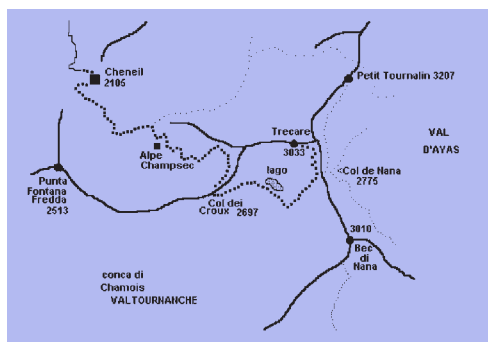 Cheneil
2105
Petit Tournalin 3207
Trecare
3033
VAL
D'AYAS
Alpe
Champsec
lago
Col de Nana
2775
Punta
Fontana
Fredda
2513
Col dei
Croux 2697
3010
Bec
di
Nana
conca di
Chamois
VALTOURNANCHE